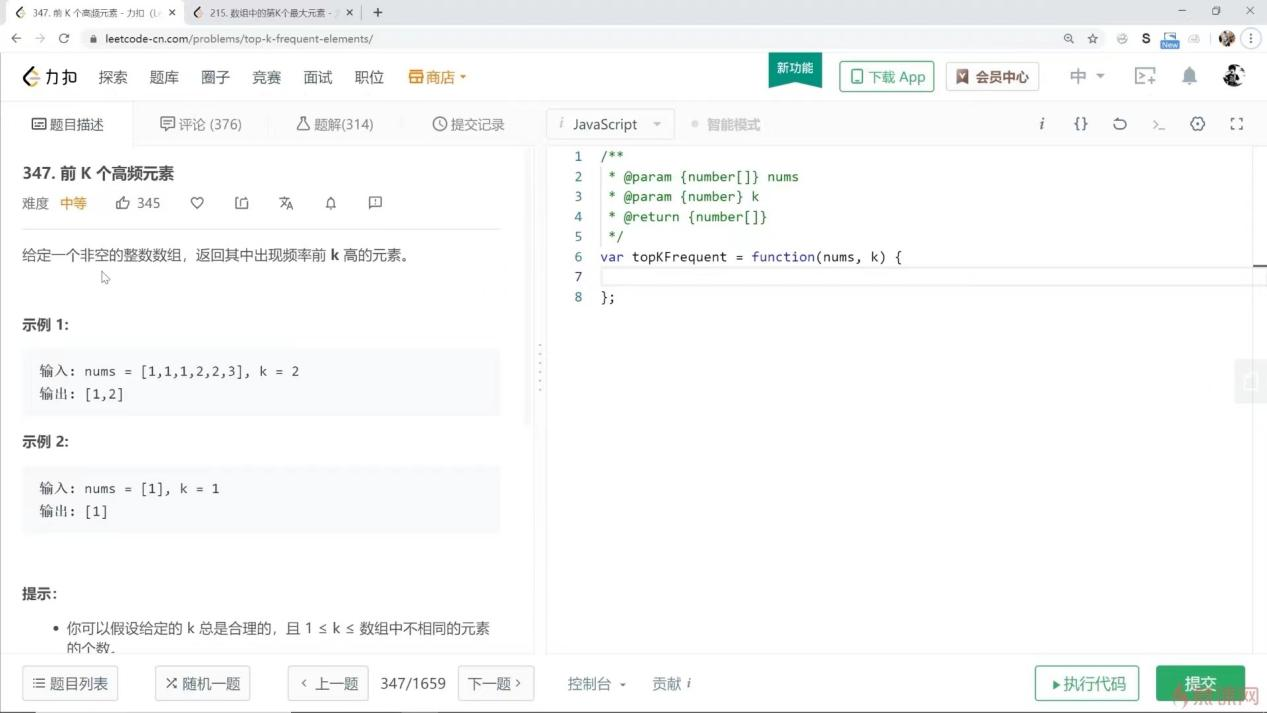 347. 前 K 个高频元素 - 力扣 (Le
215. 数组中的第K个最大元素 -
leetcode-cn.com/problems/top-k-frequent-elements/
S
New
力扣 探索 题库 圈子 竞赛 面试 职位 商店 新功能 下载 App 会员中心 中
题目描述 评论 (376) 题解(314) 提交记录 i JavaScript 智能模式 i {} >_
347. 前 K 个高频元素
难度 中等 345
给定一个非空的整数数组，返回其中出现频率前 k 高的元素。
示例 1:
输入: nums = [1,1,1,2,2,3], k = 2
输出: [1,2]
示例 2:
输入: nums = [1], k = 1
输出: [1]
提示:
• 你可以假设给定的 k 总是合理的，且 1 ≤ k ≤ 数组中不相同的元素
的个数。
1 /**
2 * @param {number[]} nums
3 * @param {number} k
4 * @return {number[]}
5 */
6 var topKFrequent = function(nums, k) {
7
8 };
题目列表 随机一题 上一题 347/1659 下一题 控制台 贡献 i 执行代码 提交